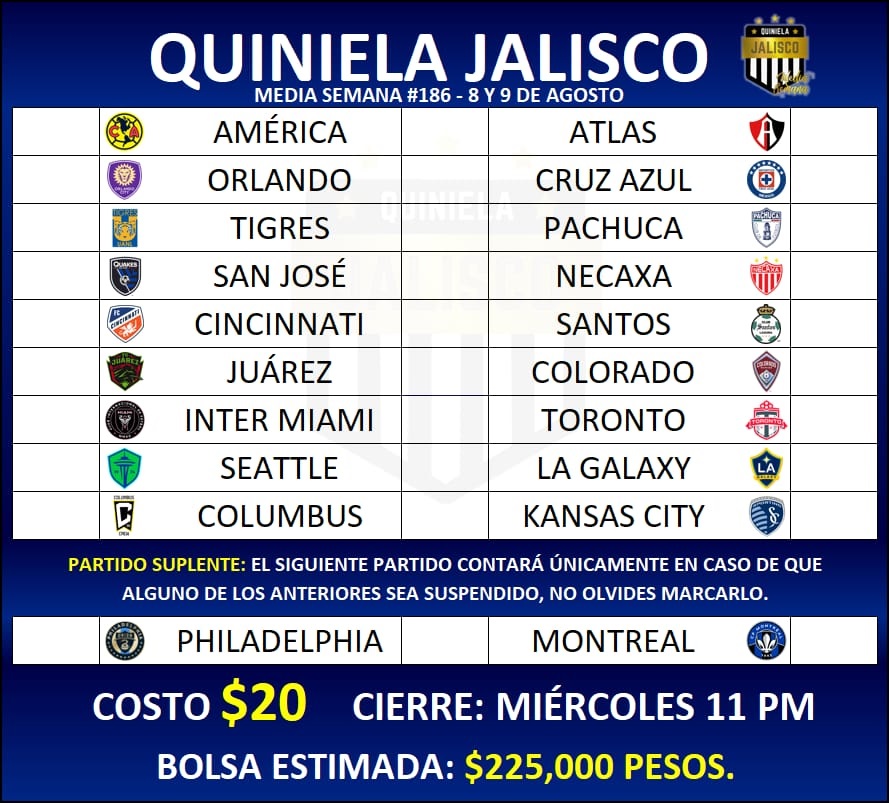 QUINIELA JALISCO
QUINIELA
JALISCO
Media
Semana
MEDIA SEMANA #186 - 8 Y 9 DE AGOSTO
AMÉRICA ATLAS
ORLANDO CRUZ AZUL
TIGRES PACHUCA
SAN JOSÉ NECAXA
CINCINNATI SANTOS
JUÁREZ COLORADO
INTER MIAMI TORONTO
SEATTLE LA GALAXY
COLUMBUS KANSAS CITY
QUINIELA
JALISCO
PARTIDO SUPLENTE: EL SIGUIENTE PARTIDO CONTARÁ ÚNICAMENTE EN CASO DE QUE
ALGUNO DE LOS ANTERIORES SEA SUSPENDIDO, NO OLVIDES MARCARLO.
PHILADELPHIA MONTREAL
COSTO $20 CIERRE: MIÉRCOLES 11 PM
BOLSA ESTIMADA: $225,000 PESOS.